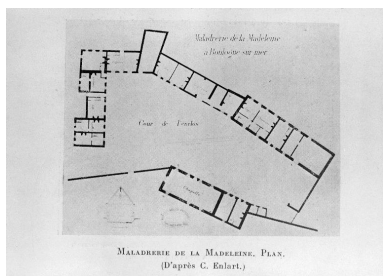 Maladrerie de la Madeleine
a Boulogne sur mer.
Cour de l'enclos
Chapelle
MALADRERIE DE LA MADELEINE, PLAN.
(D'après C. Enlart.)